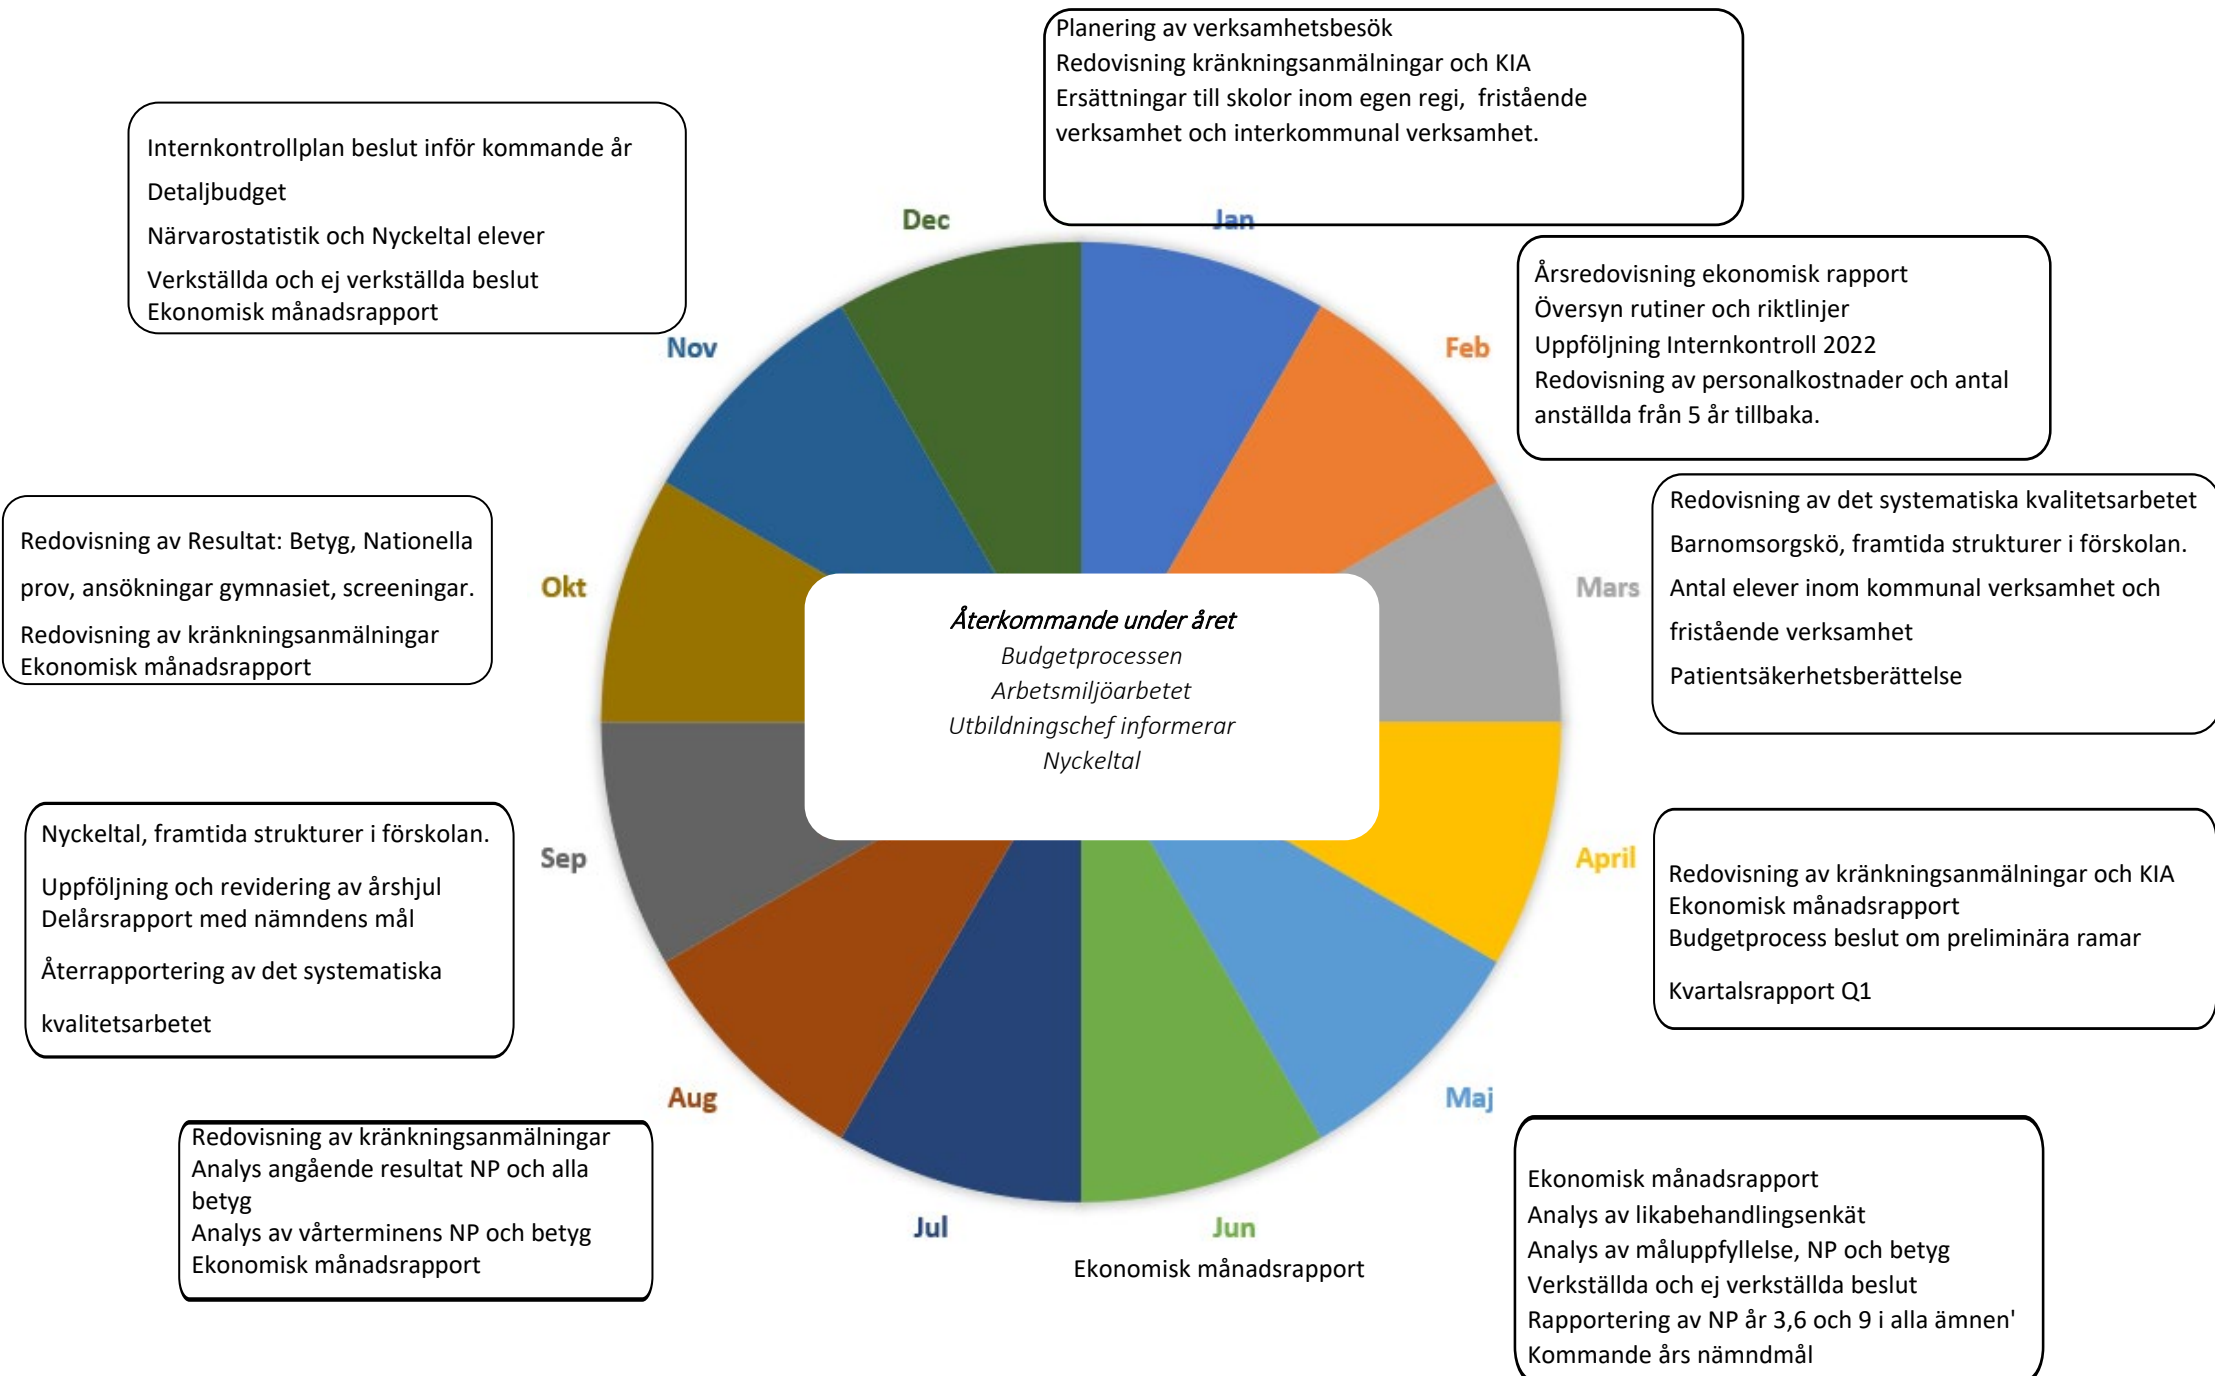 Planering av verksamhetsbesök
Redovisning kränkningsanmälningar och KIA
Ersättningar till skolor inom egen regi, fristående
verksamhet och interkommunal verksamhet.
Jan
Årsredovisning ekonomisk rapport
Översyn rutiner och riktlinjer
Uppföljning Internkontroll 2022
Redovisning av personalkostnader och antal
anställda från 5 år tillbaka.
Feb
Redovisning av det systematiska kvalitetsarbetet
Barnomsorgskö, framtida strukturer i förskolan.
Antal elever inom kommunal verksamhet och
fristående verksamhet
Patientsäkerhetsberättelse
Mars
Redovisning av kränkningsanmälningar och KIA
Ekonomisk månadsrapport
Budgetprocess beslut om preliminära ramar
Kvartalsrapport Q1
April
Maj
Ekonomisk månadsrapport
Analys av likabehandlingsenkät
Analys av måluppfyllelse, NP och betyg
Verkställda och ej verkställda beslut
Rapportering av NP år 3,6 och 9 i alla ämnen'
Kommande års nämndmål
Jun
Ekonomisk månadsrapport
Jul
Aug
Redovisning av kränkningsanmälningar
Analys angående resultat NP och alla
betyg
Analys av vårterminens NP och betyg
Ekonomisk månadsrapport
Sep
Nyckeltal, framtida strukturer i förskolan.
Uppföljning och revidering av årshjul
Delårsrapport med nämndens mål
Återrapportering av det systematiska
kvalitetsarbetet
Okt
Redovisning av Resultat: Betyg, Nationella
prov, ansökningar gymnasiet, screeningar.
Redovisning av kränkningsanmälningar
Ekonomisk månadsrapport
Nov
Internkontrollplan beslut inför kommande år
Detaljbudget
Närvarostatistik och Nyckeltal elever
Verkställda och ej verkställda beslut
Ekonomisk månadsrapport
Dec
Återkommande under året
Budgetprocessen
Arbetsmiljöarbetet
Utbildningschef informerar
Nyckeltal